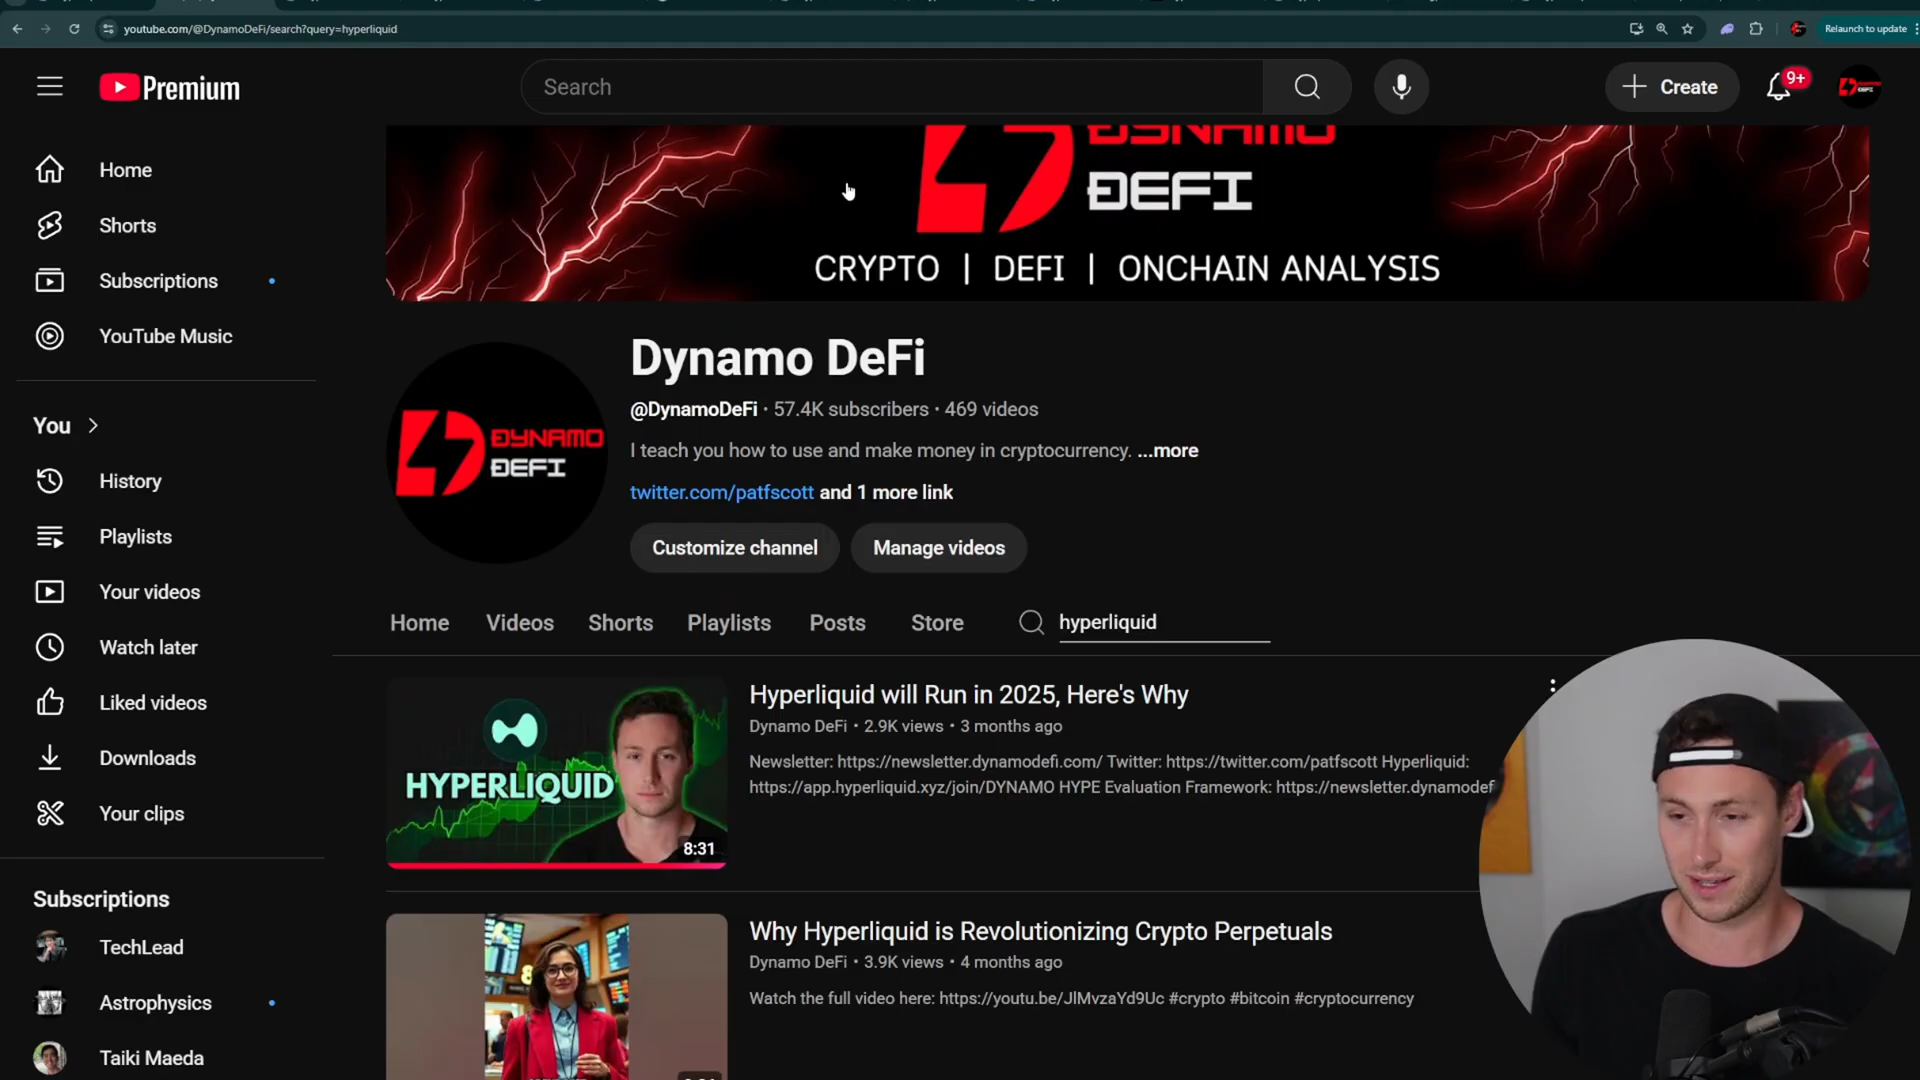 youtube.com/@DynamoDeFi/search?query=hyperliquid
Relaunch to update
Premium
Search
Create
9+
Home
Shorts
Subscriptions
YouTube Music
You
History
Playlists
Your videos
Watch later
Liked videos
Downloads
Your clips
Subscriptions
TechLead
Astrophysics
Taiki Maeda
DYNAMO
DEFI
CRYPTO | DEFI | ONCHAIN ANALYSIS
DYNAMO
DEFI
Dynamo DeFi
@DynamoDeFi · 57.4K subscribers · 469 videos
I teach you how to use and make money in cryptocurrency. ...more
twitter.com/patfscott and 1 more link
Customize channel
Manage videos
Home
Videos
Shorts
Playlists
Posts
Store
hyperliquid
HYPERLIQUID
8:31
Hyperliquid will Run in 2025, Here's Why
Dynamo DeFi • 2.9K views • 3 months ago
Newsletter: https://newsletter.dynamodefi.com/ Twitter: https://twitter.com/patfscott Hyperliquid:
https://app.hyperliquid.xyz/join/DYNAMO HYPE Evaluation Framework: https://newsletter.dynamodef
Why Hyperliquid is Revolutionizing Crypto Perpetuals
Dynamo DeFi • 3.9K views • 4 months ago
Watch the full video here: https://youtu.be/JlMvzaYd9Uc #crypto #bitcoin #cryptocurrency